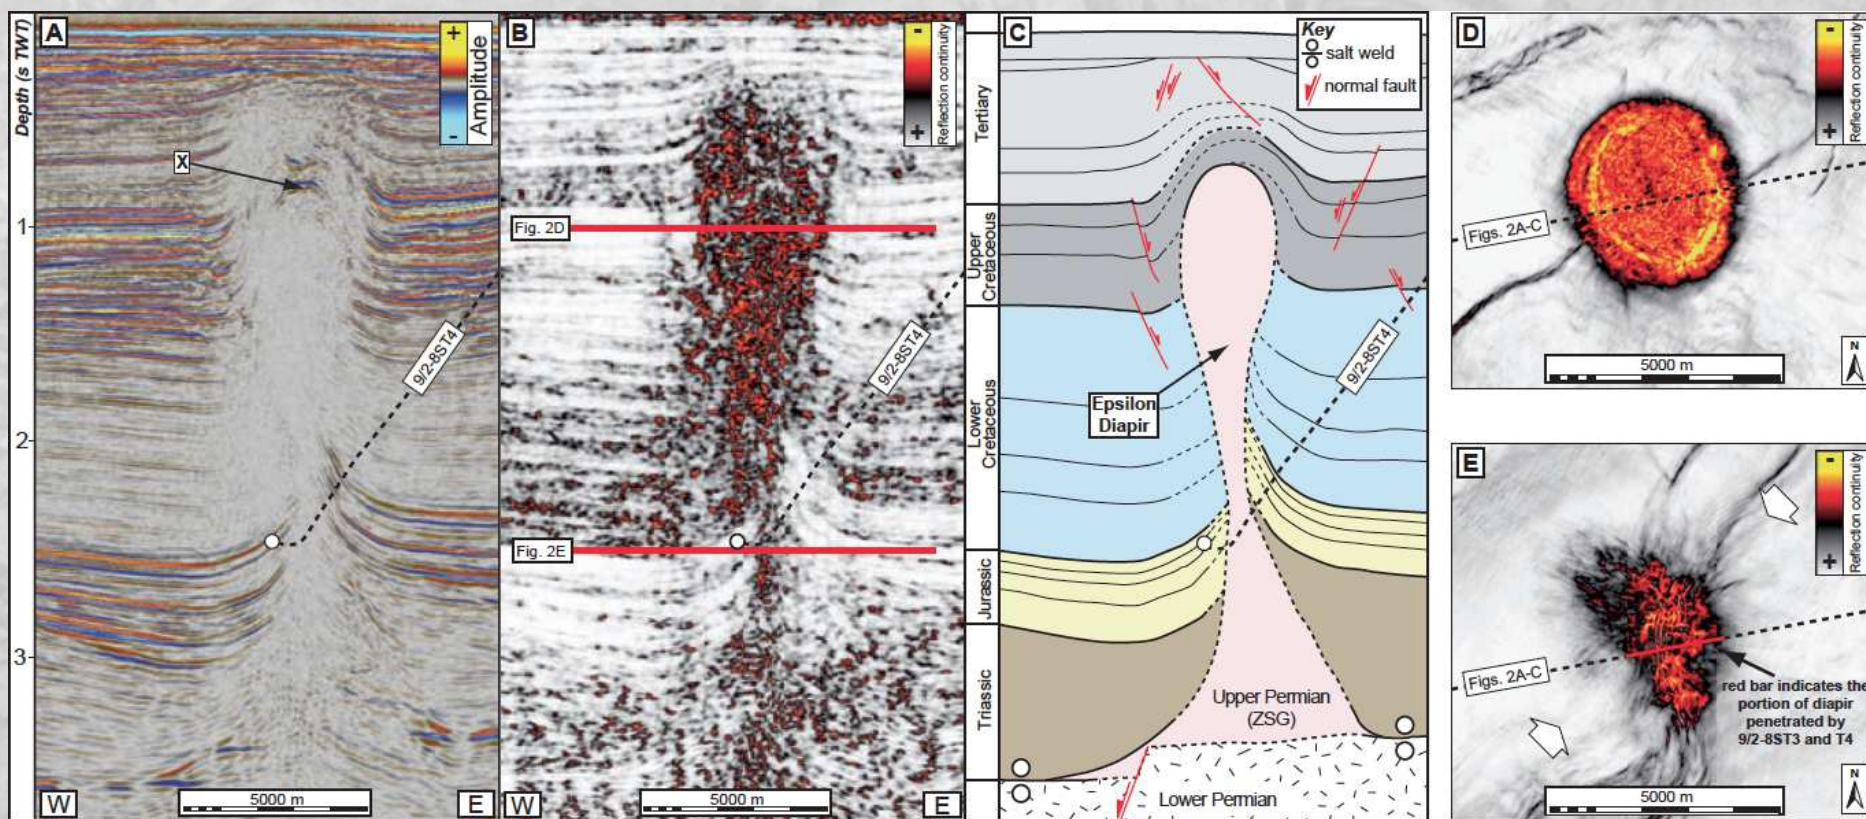 A
Depth (s TWT)
+
Amplitude
-
X
1
2
3
9/2-8ST4
W
5000 m
E
B
-
Reflection continuity
+
Fig. 2D
9/2-8ST4
Fig. 2E
W
5000 m
E
C
Key
salt weld
normal fault
Tertiary
Upper
Cretaceous
Lower
Cretaceous
Jurassic
Triassic
Epsilon
Diapir
9/2-8ST4
Upper Permian
(ZSG)
Lower Permian
D
-
Reflection continuity
+
Figs. 2A-C
5000 m
N
E
-
Reflection continuity
+
Figs. 2A-C
red bar indicates the
portion of diapir
penetrated by
9/2-8ST3 and T4
5000 m
N